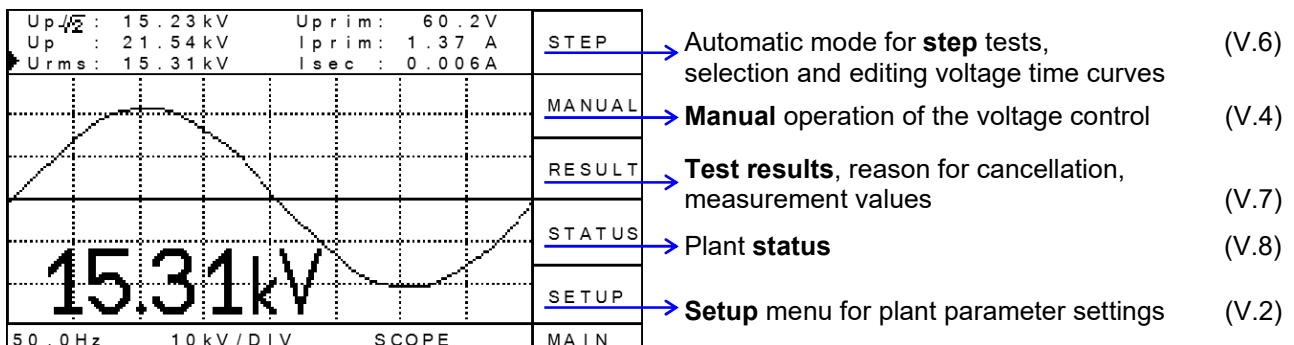 Up/√2: 15.23kV Uprim: 60.2V
Up : 21.54kV Iprim: 1.37 A
Urms: 15.31kV Isec : 0.006A
STEP
Automatic mode for step tests, (V.6)
selection and editing voltage time curves
MANUAL
Manual operation of the voltage control (V.4)
RESULT
Test results, reason for cancellation,
measurement values (V.7)
STATUS
Plant status (V.8)
15.31kV
SETUP
Setup menu for plant parameter settings (V.2)
50.0Hz 10kV/DIV SCOPE MAIN